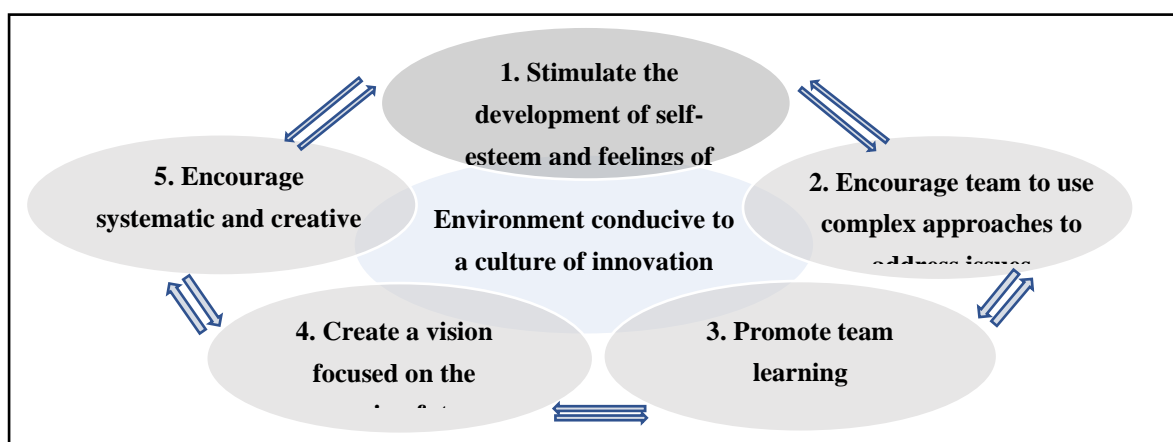 1. Stimulate the
development of self-
esteem and feelings of
5. Encourage
systematic and creative
2. Encourage team to use
complex approaches to
address issues
Environment conducive to
a culture of innovation
4. Create a vision
focused on the
3. Promote team
learning